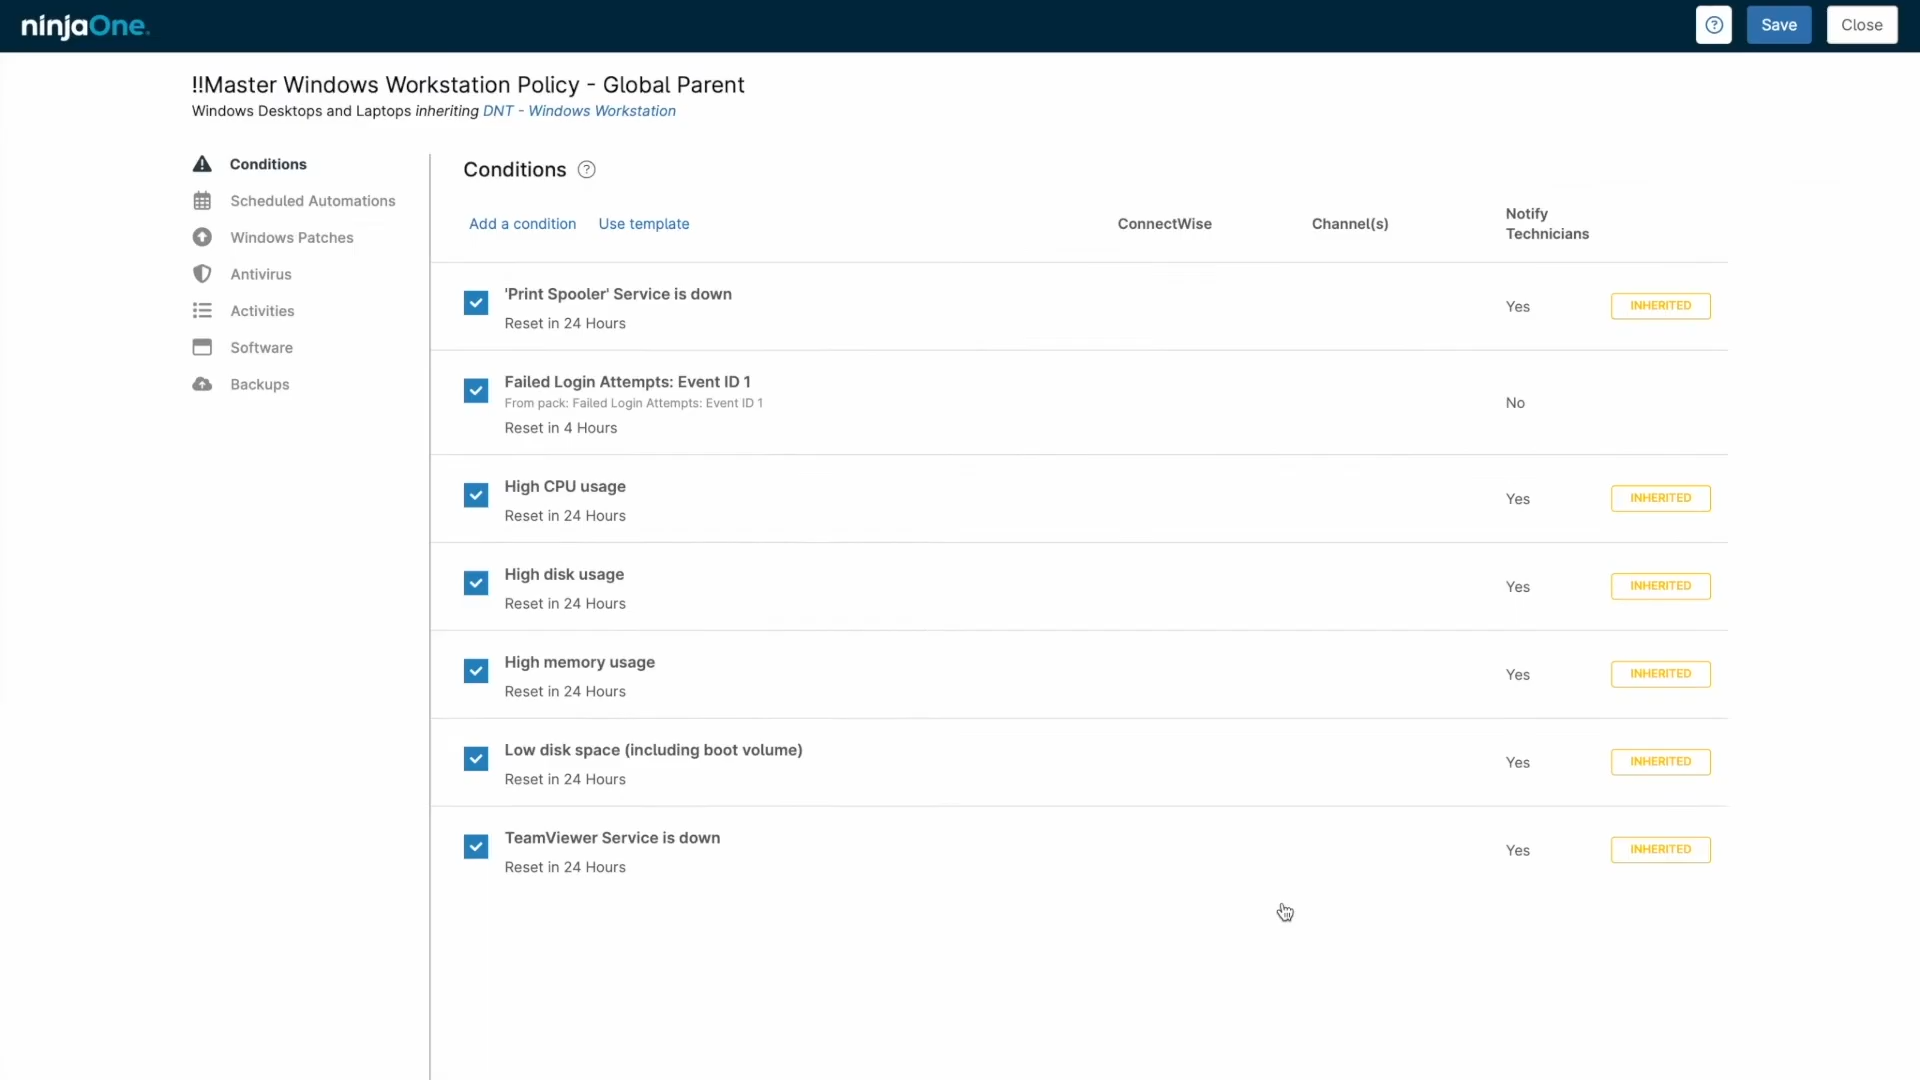 ninjaOne.
Save
Close
!!Master Windows Workstation Policy - Global Parent
Windows Desktops and Laptops inheriting DNT - Windows Workstation
Conditions
Scheduled Automations
Windows Patches
Antivirus
Activities
Software
Backups
Conditions ?
Add a condition Use template ConnectWise Channel(s) Notify
Technicians
'Print Spooler' Service is down
Reset in 24 Hours
Yes INHERITED
Failed Login Attempts: Event ID 1
From pack: Failed Login Attempts: Event ID 1
Reset in 4 Hours
No
High CPU usage
Reset in 24 Hours
Yes INHERITED
High disk usage
Reset in 24 Hours
Yes INHERITED
High memory usage
Reset in 24 Hours
Yes INHERITED
Low disk space (including boot volume)
Reset in 24 Hours
Yes INHERITED
TeamViewer Service is down
Reset in 24 Hours
Yes INHERITED